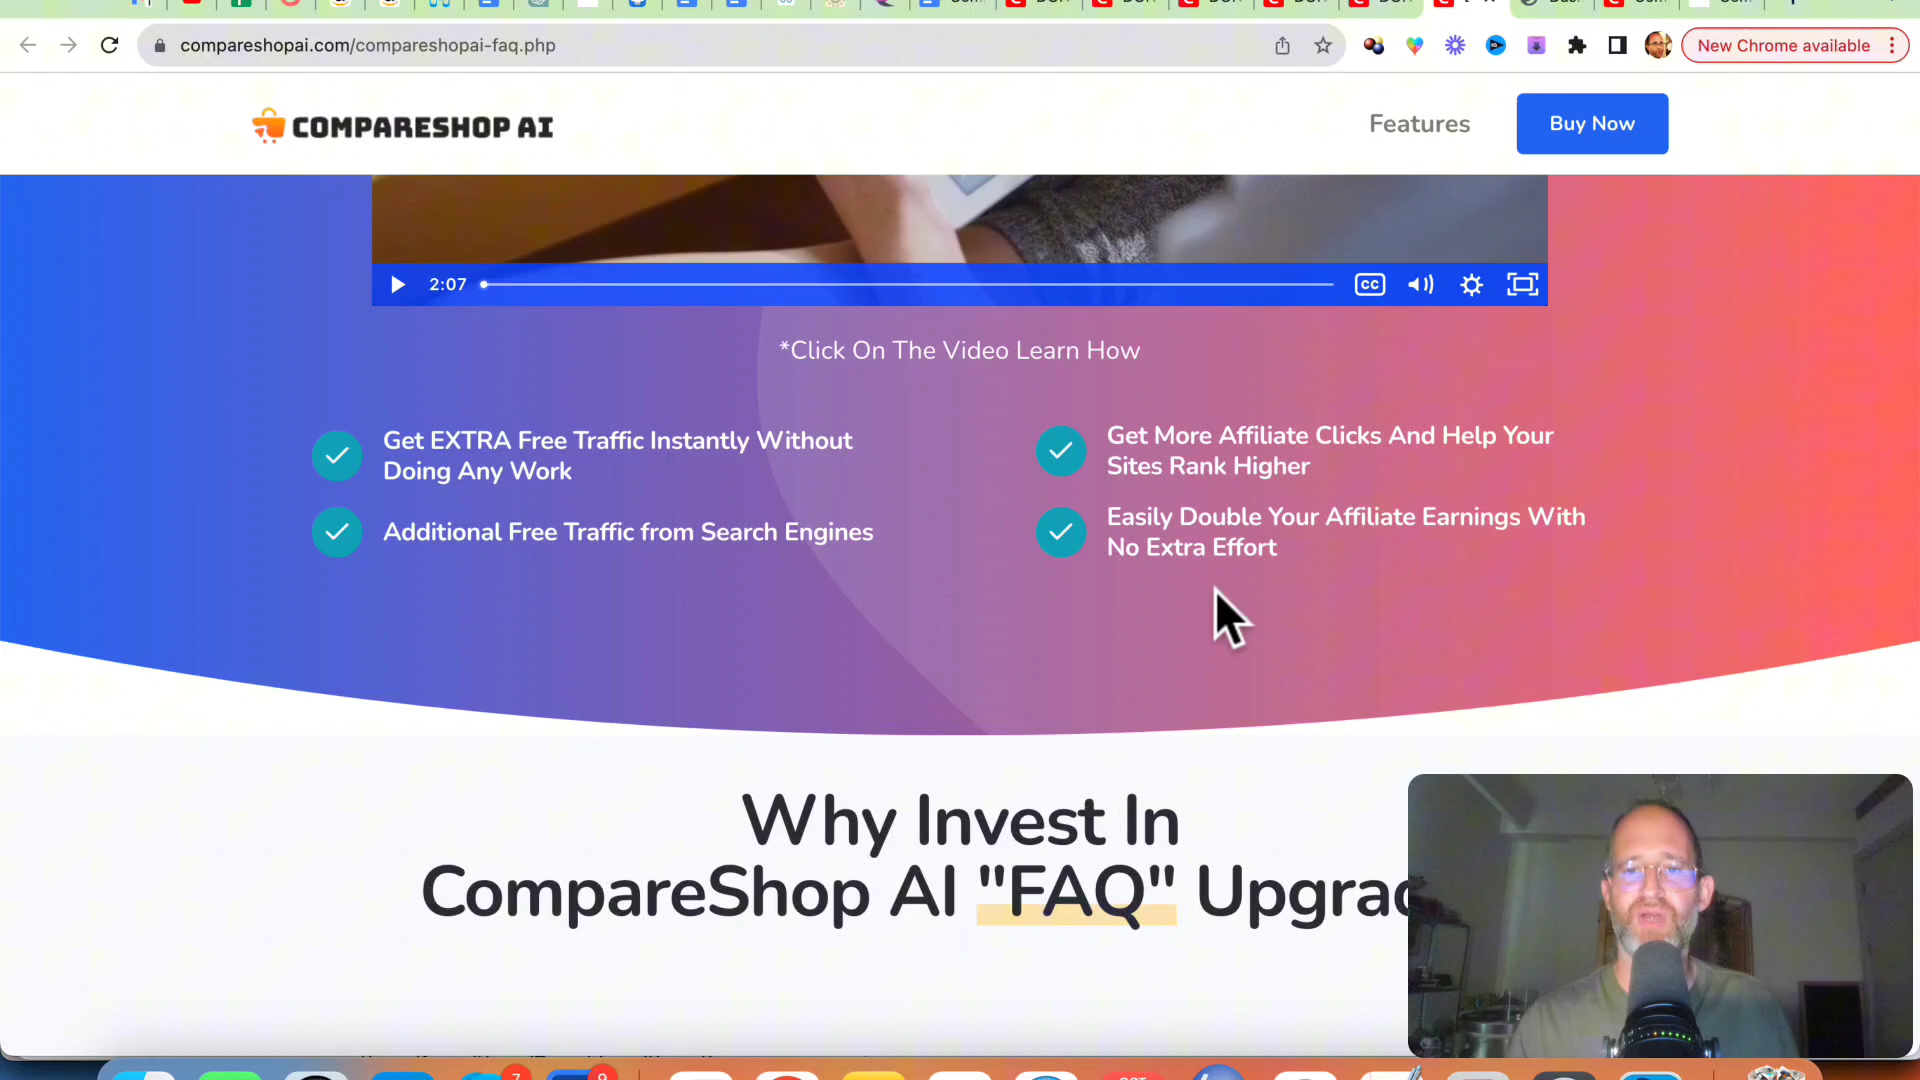 compareshopai.com/compareshopai-faq.php
New Chrome available
COMPARESHOP AI
Features
Buy Now
2:07
CC
*Click On The Video Learn How
Get EXTRA Free Traffic Instantly Without
Doing Any Work
Get More Affiliate Clicks And Help Your
Sites Rank Higher
Additional Free Traffic from Search Engines
Easily Double Your Affiliate Earnings With
No Extra Effort
Why Invest In
CompareShop AI "FAQ" Upgrad
7